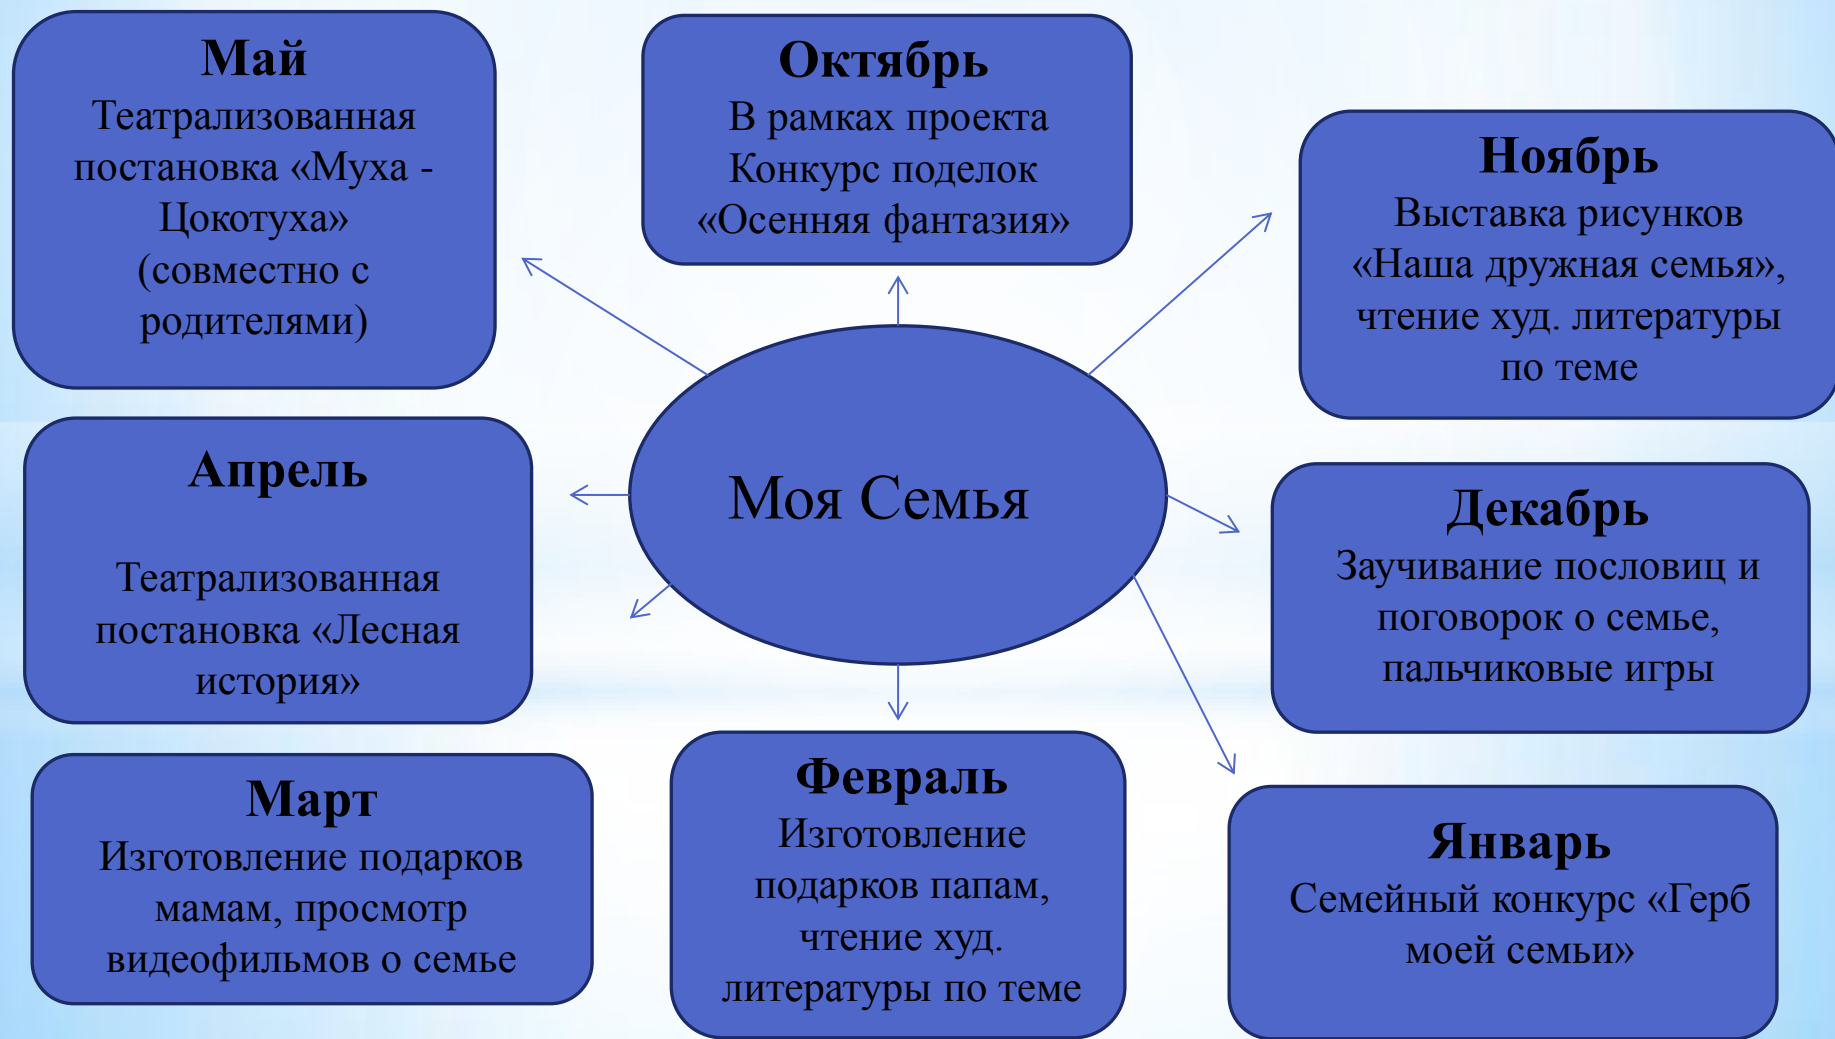 Май
Театрализованная
постановка «Муха -
Цокотуха»
(совместно с
родителями)
Октябрь
В рамках проекта
Конкурс поделок
«Осенняя фантазия»
Ноябрь
Выставка рисунков
«Наша дружная семья»,
чтение худ. литературы
по теме
Апрель
Театрализованная
постановка «Лесная
история»
Моя Семья
Декабрь
Заучивание пословиц и
поговорок о семье,
пальчиковые игры
Март
Изготовление подарков
мамам, просмотр
видеофильмов о семье
Февраль
Изготовление
подарков папам,
чтение худ.
литературы по теме
Январь
Семейный конкурс «Герб
моей семьи»